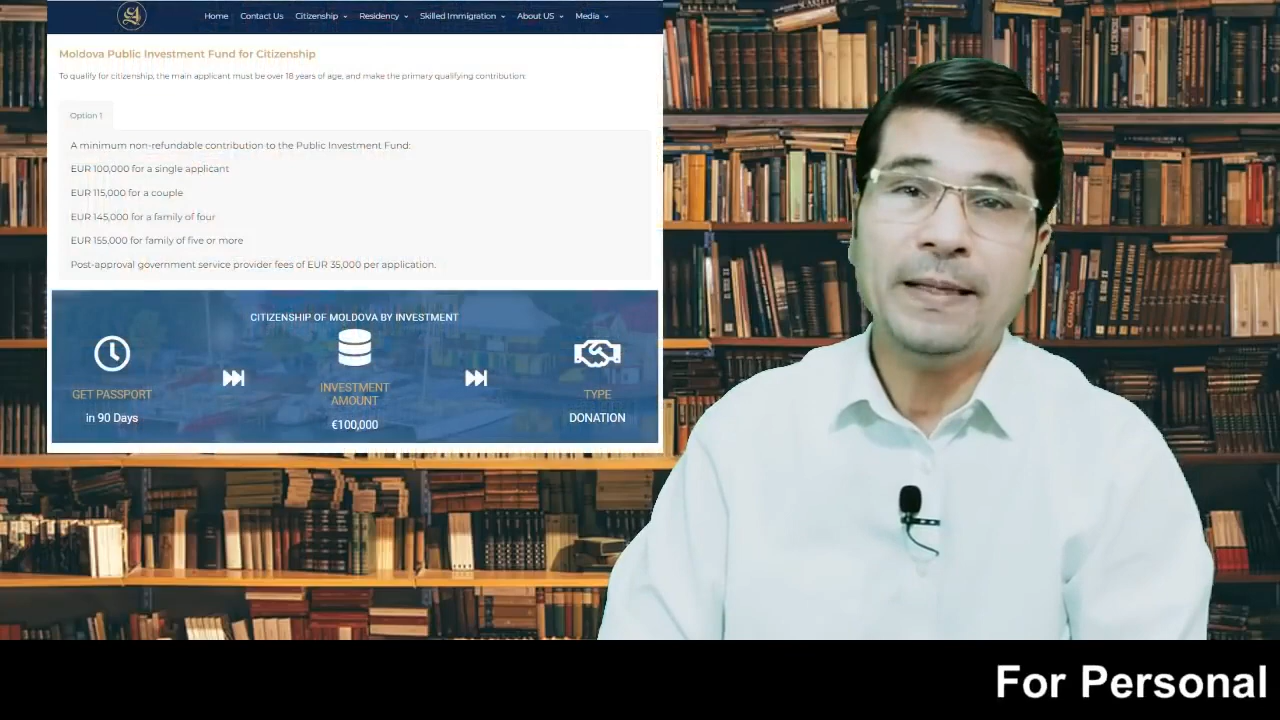 Home Contact Us Citizenship Residency Skilled Immigration About US Media
Moldova Public Investment Fund for Citizenship
To qualify for citizenship, the main applicant must be over 18 years of age, and make the primary qualifying contribution:
Option 1
A minimum non-refundable contribution to the Public Investment Fund:
EUR 100,000 for a single applicant
EUR 115,000 for a couple
EUR 145,000 for a family of four
EUR 155,000 for family of five or more
Post-approval government service provider fees of EUR 35,000 per application.
CITIZENSHIP OF MOLDOVA BY INVESTMENT
GET PASSPORT
in 90 Days
INVESTMENT
AMOUNT
€100,000
TYPE
DONATION
For Personal